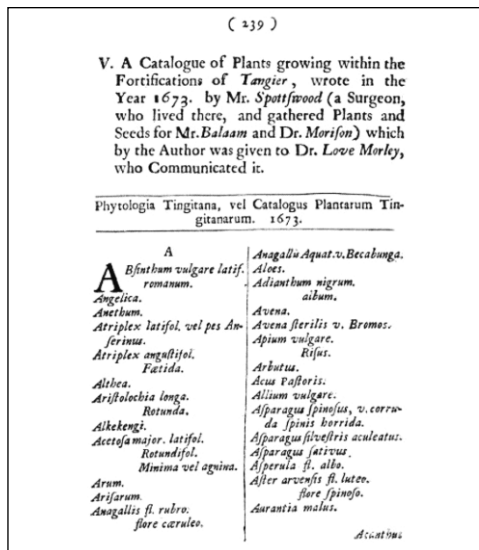 ( 239 )
V. A Catalogue of Plants growing within the
Fortifications of Tangier, wrote in the
Year 1673. by Mr. Spottſwood (a Surgeon,
who lived there, and gathered Plants and
Seeds for Mr. Balaam and Dr. Moriſon) which
by the Author was given to Dr. Love Morley,
who Communicated it.
Phytologia Tingitana, vel Catalogus Plantarum Tin-
gitanarum. 1673.
A
ABſinthum vulgare latif.
romanum.
Angelica.
Anethum.
Atriplex latifol. vel pes An-
ſerinus.
Atriplex anguſtifol.
Fœtida.
Althea.
Ariſtolochia longa.
Rotunda.
Alkekengi.
Acetoſa major. latifol.
Rotundifol.
Minima vel agnina.
Arum.
Ariſarum.
Anagallis fl. rubro.
flore cæruleo.
Anagallis Aquat. v. Becabunga.
Aloes.
Adianthum nigrum.
album.
Avena.
Avena ſterilis v. Bromos.
Apium vulgare.
Riſus.
Arbutus.
Acus Paſtoris.
Allium vulgare.
Aſparagus ſpinoſus, v. corru-
da ſpinis horrida.
Aſparagus ſilveſtris aculeatus.
Aſparagus ſativus.
Aſperula fl. albo.
Aſter arvenſis fl. luteo.
flore ſpinoſo.
Aurantia malus.
Acanthus